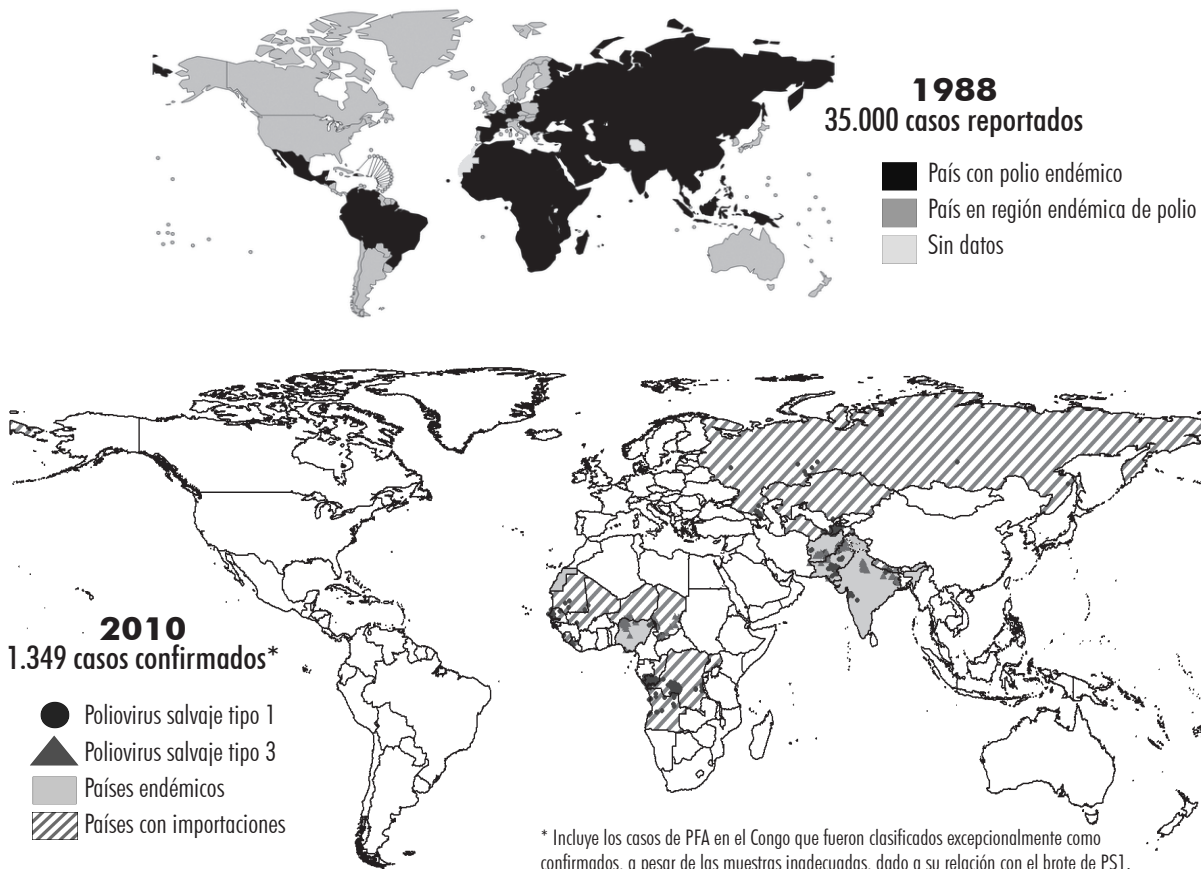 1988
35.000 casos reportados
País con polio endémico
País en región endémica de polio
Sin datos
2010
1.349 casos confirmados*
Poliovirus salvaje tipo 1
Poliovirus salvaje tipo 3
Países endémicos
Países con importaciones
* Incluye los casos de PFA en el Congo que fueron clasificados excepcionalmente como
confirmados, a pesar de las muestras inadecuadas, dado a su relación con el brote de PS1.